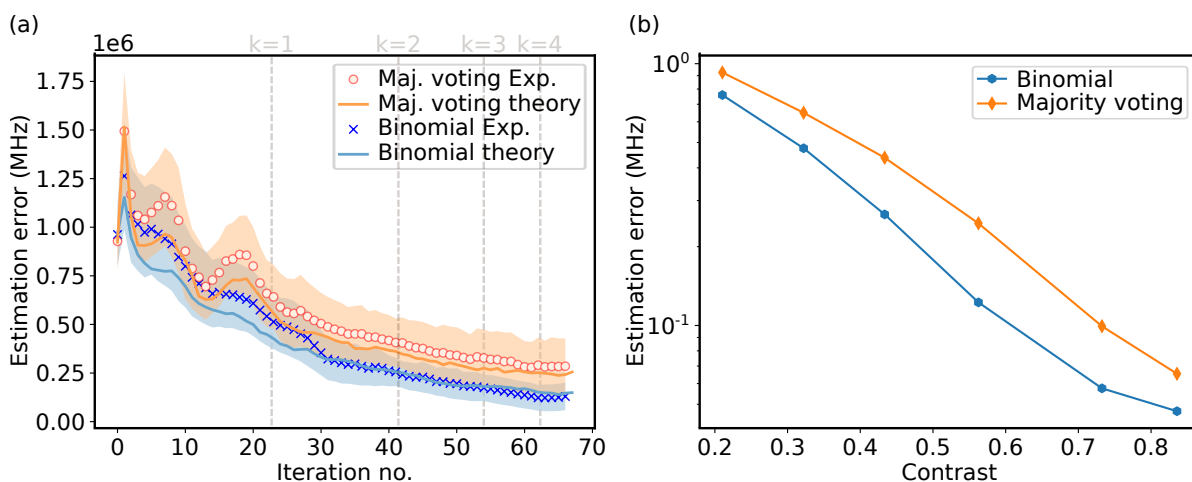 (a)
1e6
k=1
k=2
k=3
k=4
Maj. voting Exp.
Maj. voting theory
Binomial Exp.
Binomial theory
Estimation error (MHz)
1.75
1.50
1.25
1.00
0.75
0.50
0.25
0.00
0
10
20
30
40
50
60
70
Iteration no.
(b)
Binomial
Majority voting
Estimation error (MHz)
10⁰
10⁻¹
0.2
0.3
0.4
0.5
0.6
0.7
0.8
Contrast